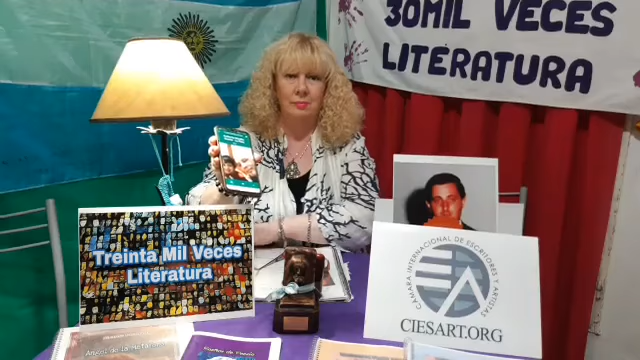 30MIL VECES
LITERATURA
Treinta Mil Veces
Literatura
CÁMARA INTERNACIONAL DE ESCRITORES Y ARTISTAS
CIESART.ORG